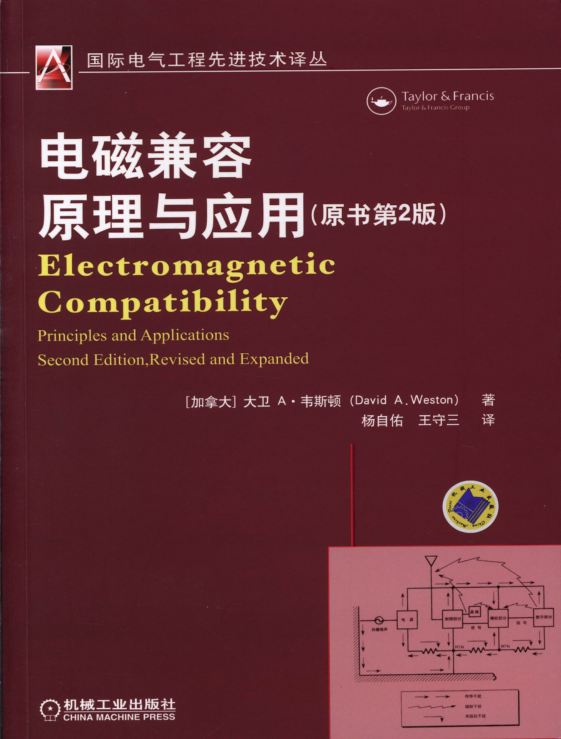 国际电气工程先进技术译丛
Taylor & Francis
Taylor & Francis Group
电磁兼容
原理与应用(原书第2版)
Electromagnetic
Compatibility
Principles and Applications
Second Edition,Revised and Expanded
[加拿大] 大卫 A·韦斯顿 (David A.Weston) 著
杨自佑 王守三 译
机械工业出版社
CHINA MACHINE PRESS